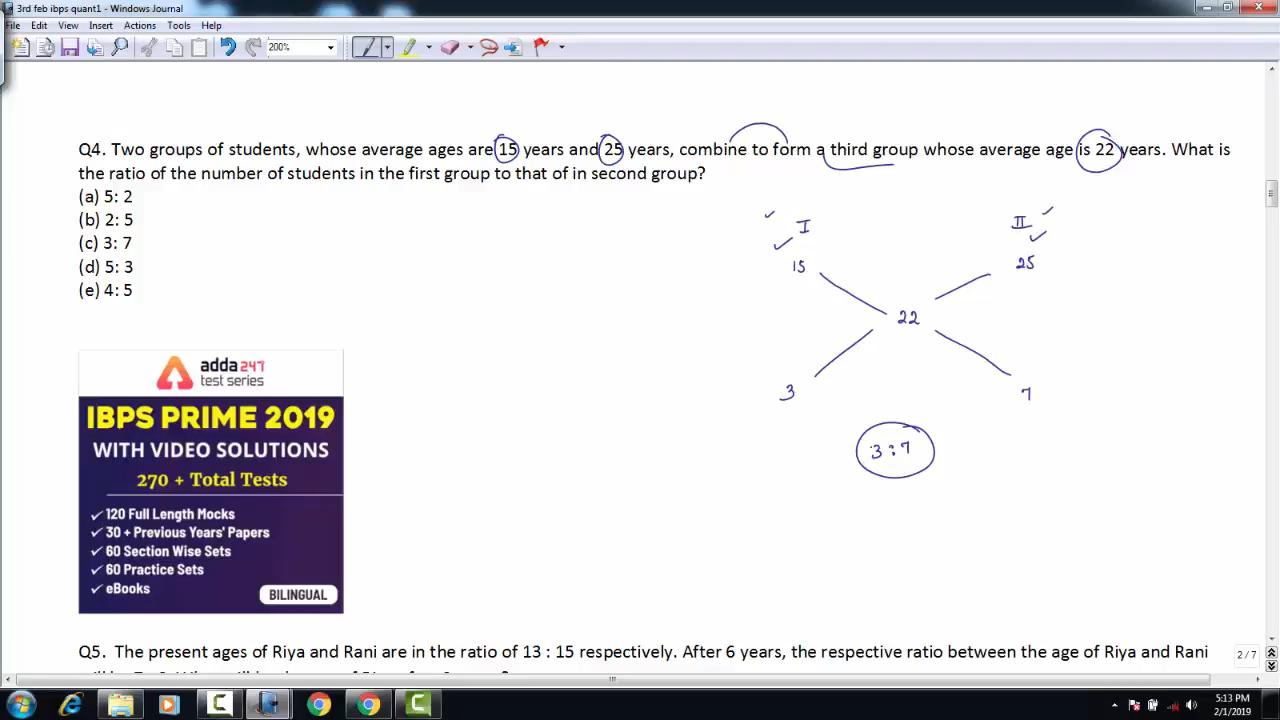 3rd feb ibps quant1 - Windows Journal
File Edit View Insert Actions Tools Help
200%
Q4. Two groups of students, whose average ages are 15 years and 25 years, combine to form a third group whose average age is 22 years. What is
the ratio of the number of students in the first group to that of in second group?
(a) 5: 2
(b) 2: 5
(c) 3: 7
(d) 5: 3
(e) 4: 5
I II
15 25
22
3 7
3:7
adda247
test series
IBPS PRIME 2019
WITH VIDEO SOLUTIONS
270 + Total Tests
120 Full Length Mocks
30 + Previous Years' Papers
60 Section Wise Sets
60 Practice Sets
eBooks
BILINGUAL
Q5. The present ages of Riya and Rani are in the ratio of 13 : 15 respectively. After 6 years, the respective ratio between the age of Riya and Rani
2 / 7
5:13 PM
2/1/2019